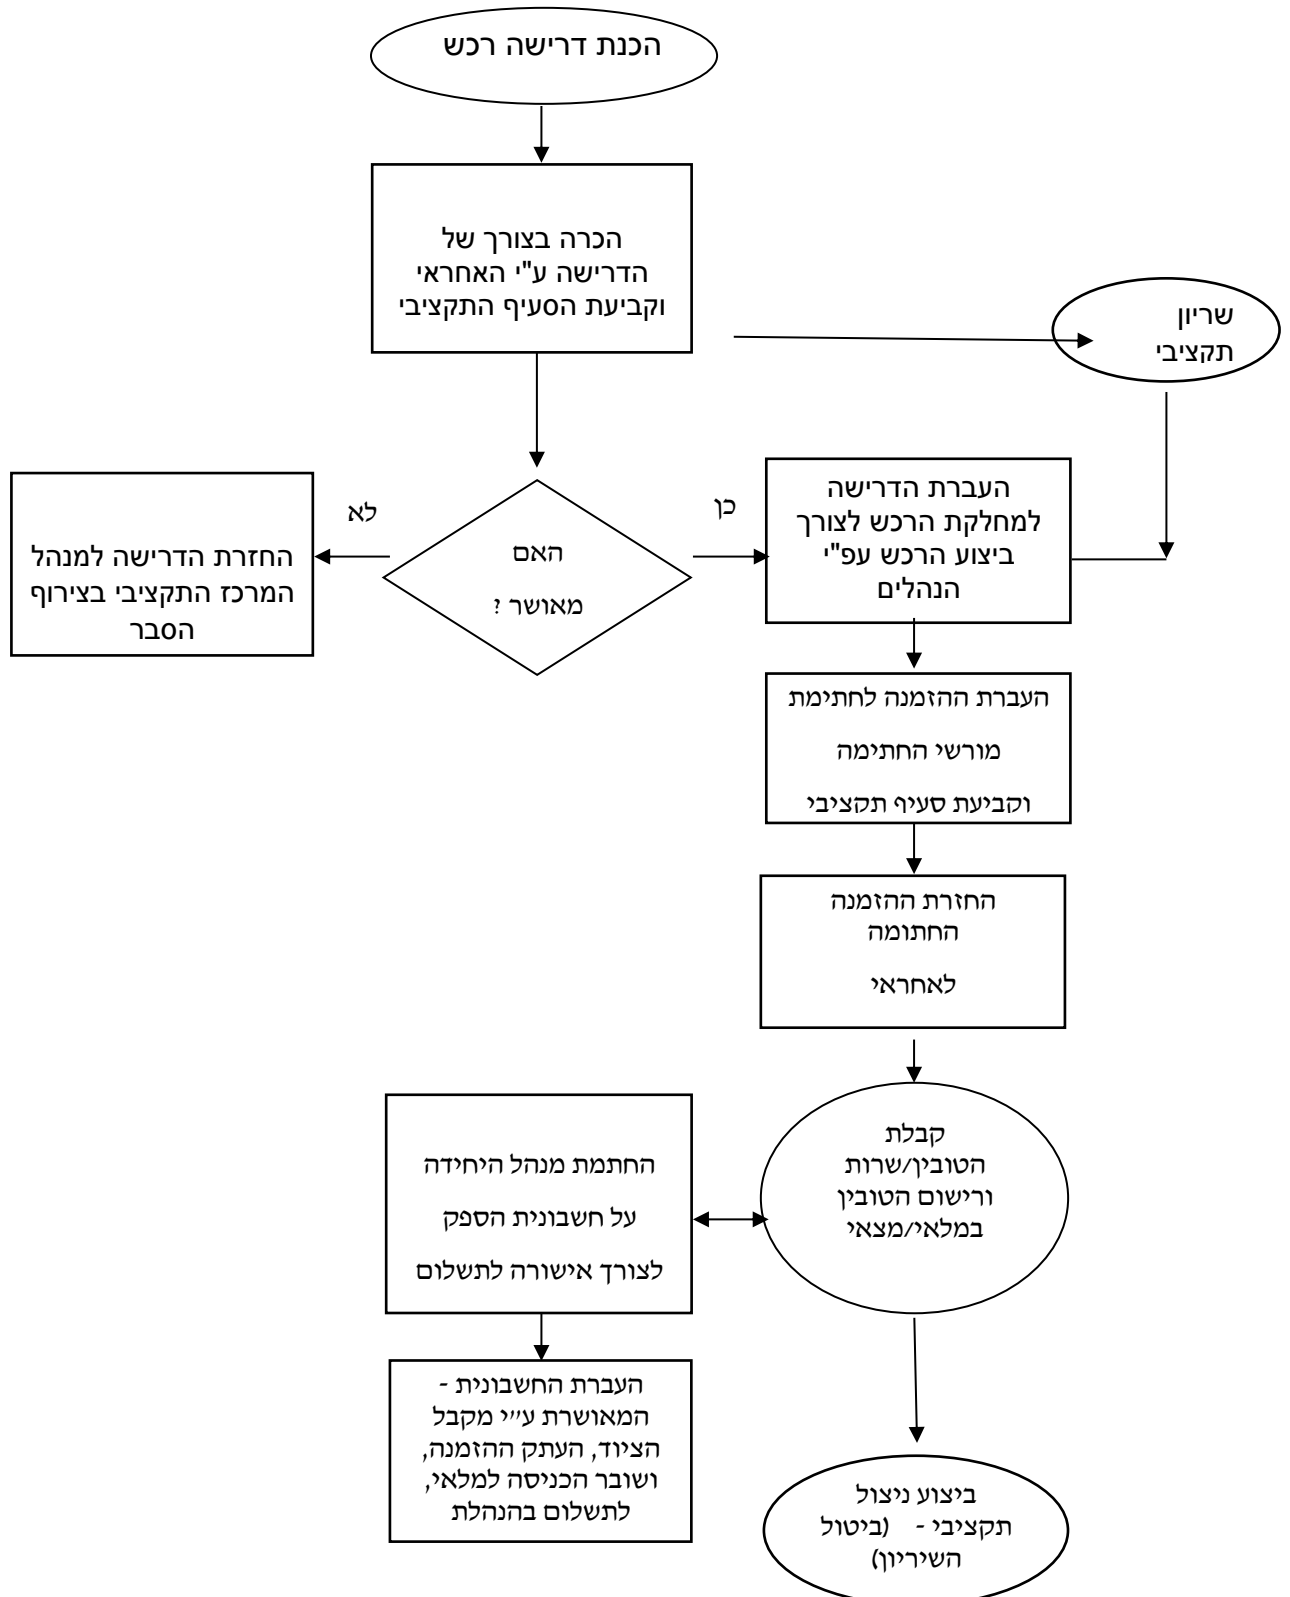 הכנת דרישה רכש
הכרה בצורך של
הדרישה ע"י האחראי
וקביעת הסעיף התקציבי
שריון
תקציבי
העברת הדרישה
למחלקת הרכש לצורך
ביצוע הרכש עפ"י
הנהלים
כן
האם
מאושר ?
לא
החזרת הדרישה למנהל
המרכז התקציבי בצירוף
הסבר
העברת ההזמנה לחתימת
מורשי החתימה
וקביעת סעיף תקציבי
החזרת ההזמנה
החתומה
לאחראי
קבלת
הטובין/שרות
ורישום הטובין
במלאי/מצאי
החתמת מנהל היחידה
על חשבונית הספק
לצורך אישורה לתשלום
העברת החשבונית -
המאושרת ע״י מקבל
הציוד, העתק ההזמנה,
ושובר הכניסה למלאי,
לתשלום בהנהלת
ביצוע ניצול
תקציבי - (ביטול
השיריון)